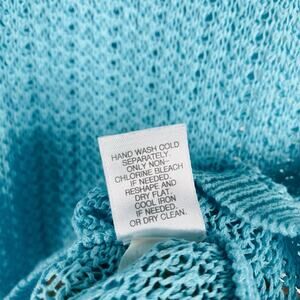 HAND WASH COLD
SEPARATELY.
ONLY NON-
CHLORINE BLEACH
IF NEEDED.
RESHAPE AND
DRY FLAT.
COOL IRON
IF NEEDED.
OR DRY CLEAN.